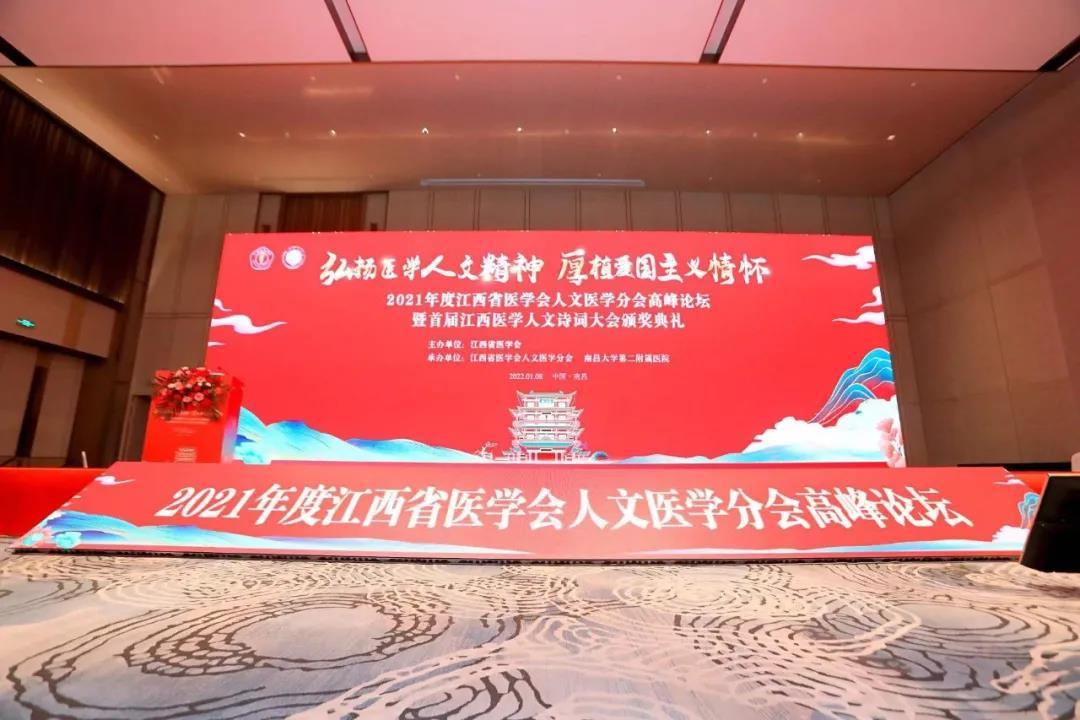 弘扬医学人文精神 厚植爱国主义情怀
2021年度江西省医学会人文医学分会高峰论坛
暨首届江西医学人文诗词大会颁奖典礼
主办单位：江西省医学会
承办单位：江西省医学会人文医学分会 南昌大学第二附属医院
2022.01.08 中国·南昌
2021年度江西省医学会人文医学分会高峰论坛